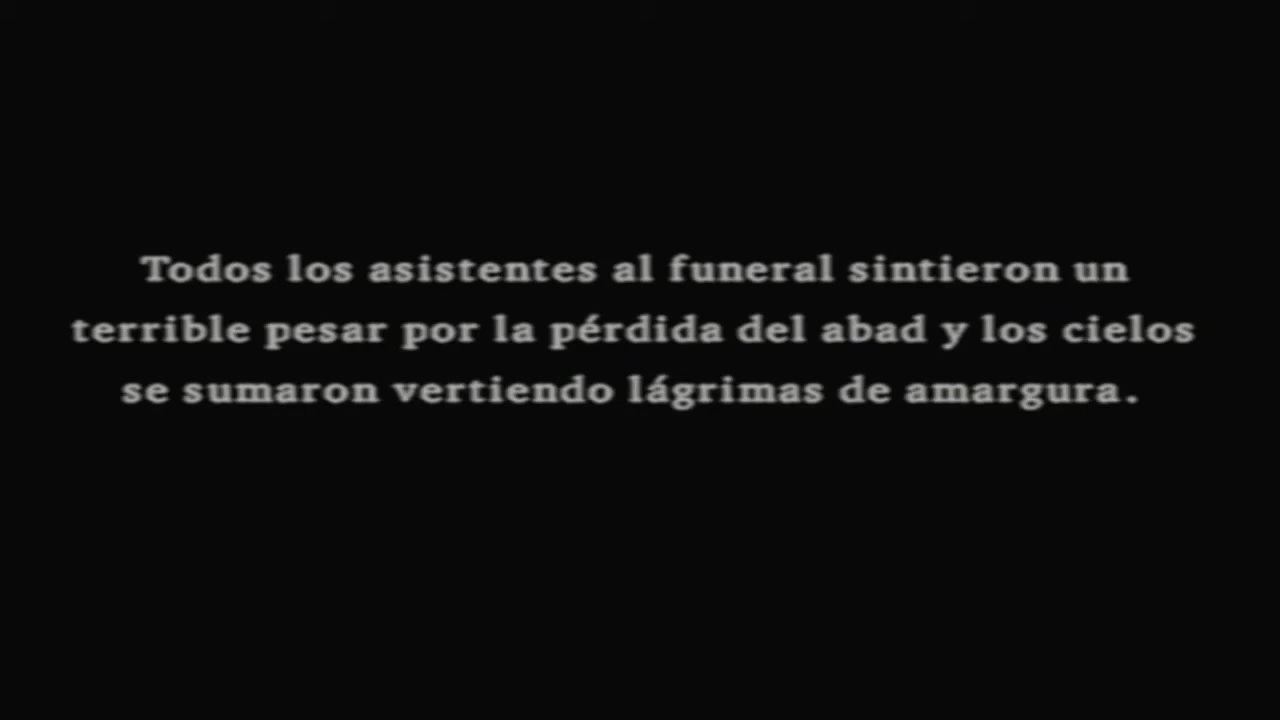 Todos los asistentes al funeral sintieron un
terrible pesar por la pérdida del abad y los cielos
se sumaron vertiendo lágrimas de amargura.